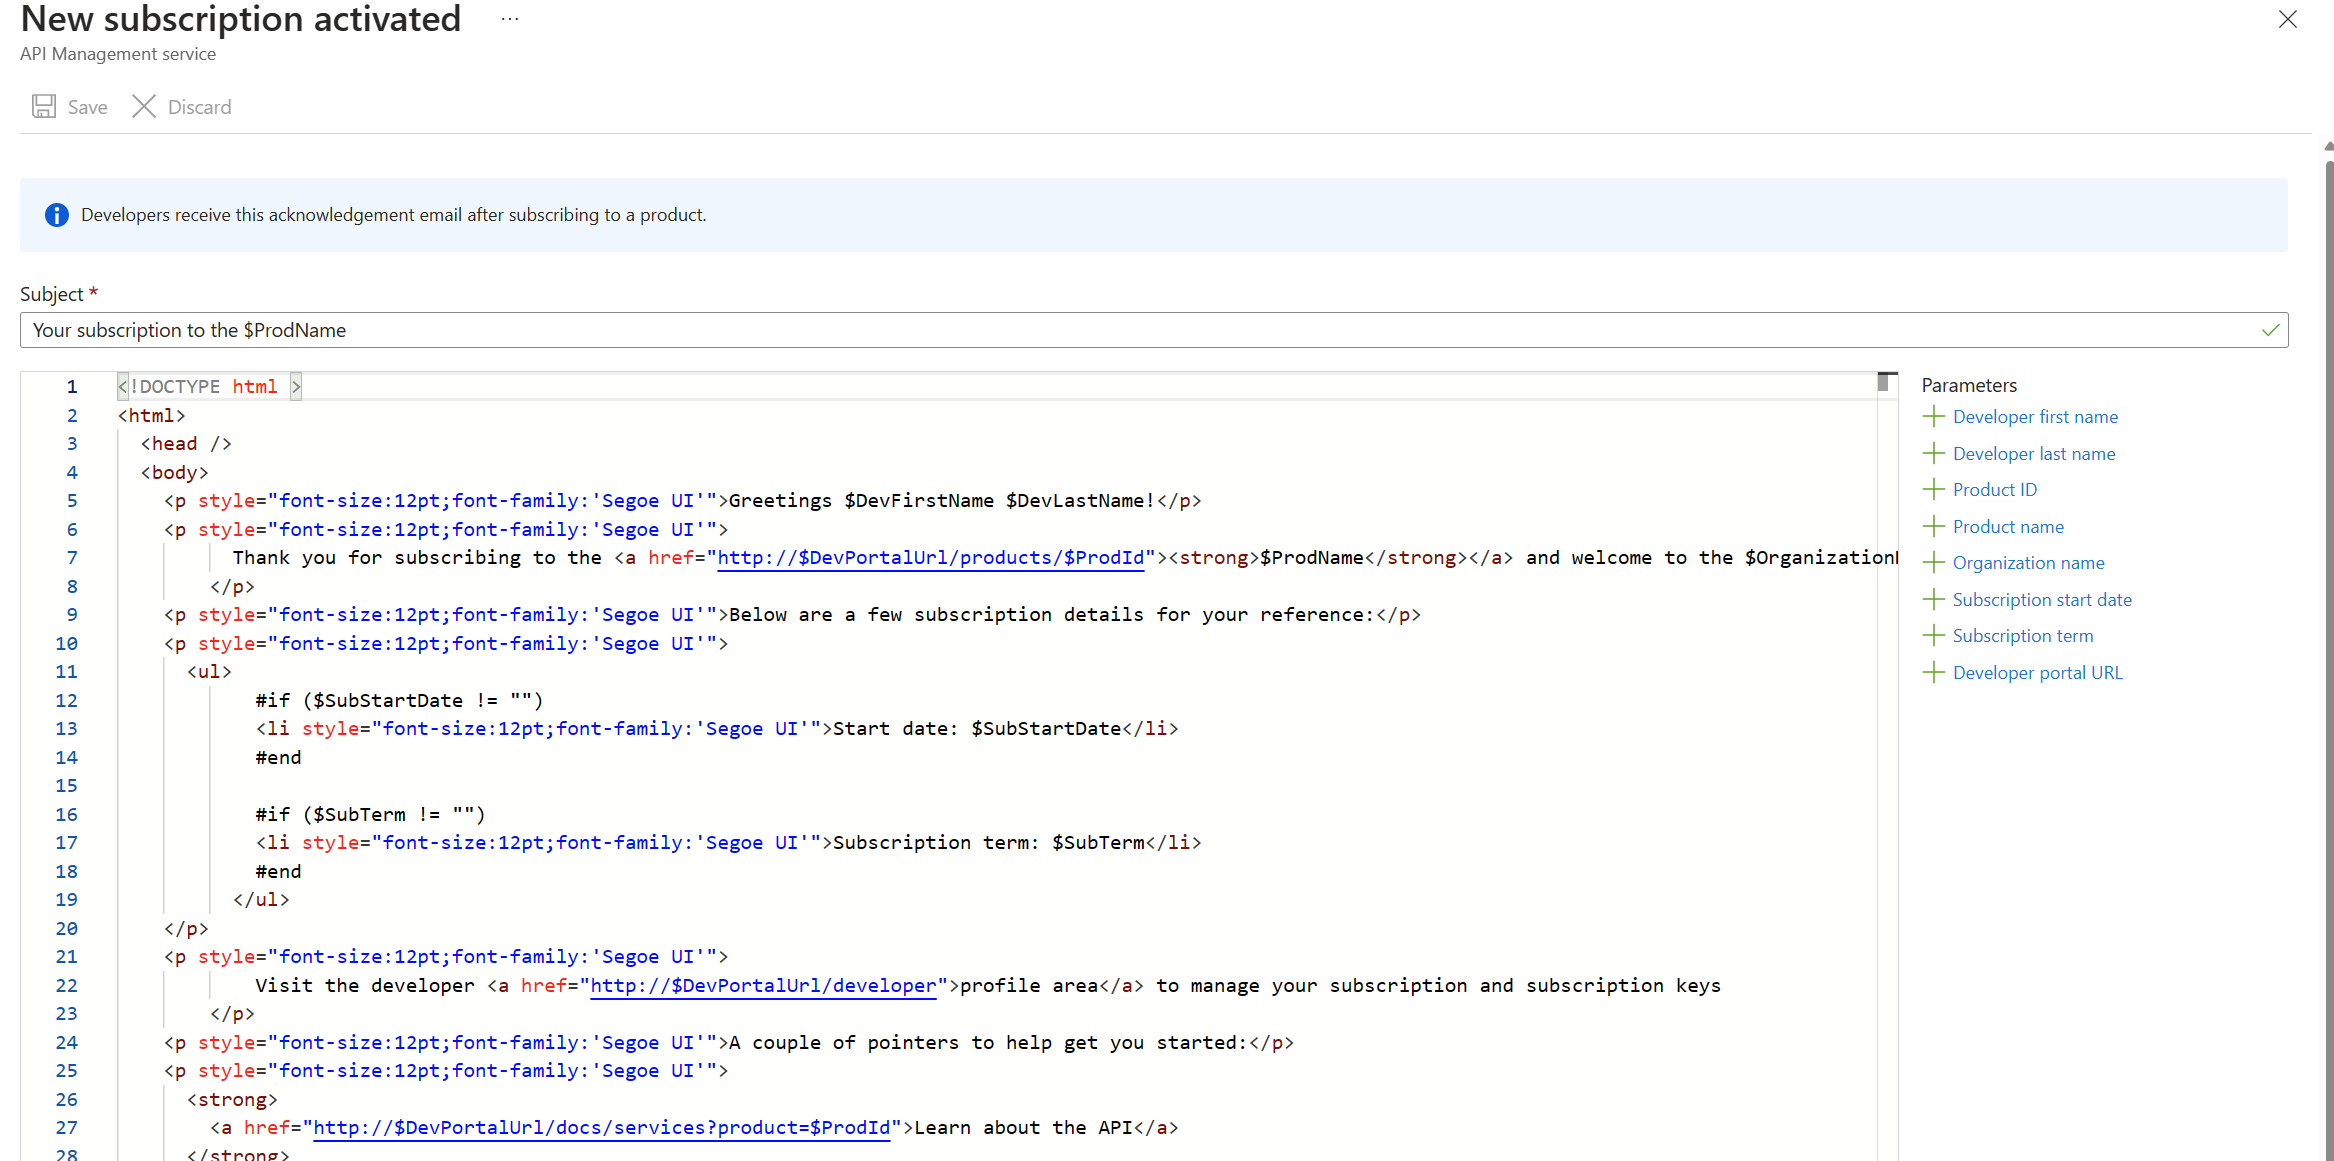 New subscription activated ...
API Management service
Save Discard
Developers receive this acknowledgement email after subscribing to a product.
Subject *
Your subscription to the $ProdName
1 <!DOCTYPE html >
2 <html>
3 <head />
4 <body>
5 <p style="font-size:12pt;font-family:'Segoe UI'">Greetings $DevFirstName $DevLastName!</p>
6 <p style="font-size:12pt;font-family:'Segoe UI'">
7 Thank you for subscribing to the <a href="http://$DevPortalUrl/products/$ProdId"><strong>$ProdName</strong></a> and welcome to the
8 </p>
9 <p style="font-size:12pt;font-family:'Segoe UI'">Below are a few subscription details for your reference:</p>
10 <p style="font-size:12pt;font-family:'Segoe UI'">
11 <ul>
12 #if ($SubStartDate != "")
13 <li style="font-size:12pt;font-family:'Segoe UI'">Start date: $SubStartDate</li>
14 #end
15
16 #if ($SubTerm != "")
17 <li style="font-size:12pt;font-family:'Segoe UI'">Subscription term: $SubTerm</li>
18 #end
19 </ul>
20 </p>
21 <p style="font-size:12pt;font-family:'Segoe UI'">
22 Visit the developer <a href="http://$DevPortalUrl/developer">profile area</a> to manage your subscription and subscription keys
23 </p>
24 <p style="font-size:12pt;font-family:'Segoe UI'">A couple of pointers to help get you started:</p>
25 <p style="font-size:12pt;font-family:'Segoe UI'">
26 <strong>
27 <a href="http://$DevPortalUrl/docs/services?product=$ProdId">Learn about the API</a>
28 </strong>
Parameters
Developer first name
Developer last name
Product ID
Product name
Organization name
Subscription start date
Subscription term
Developer portal URL